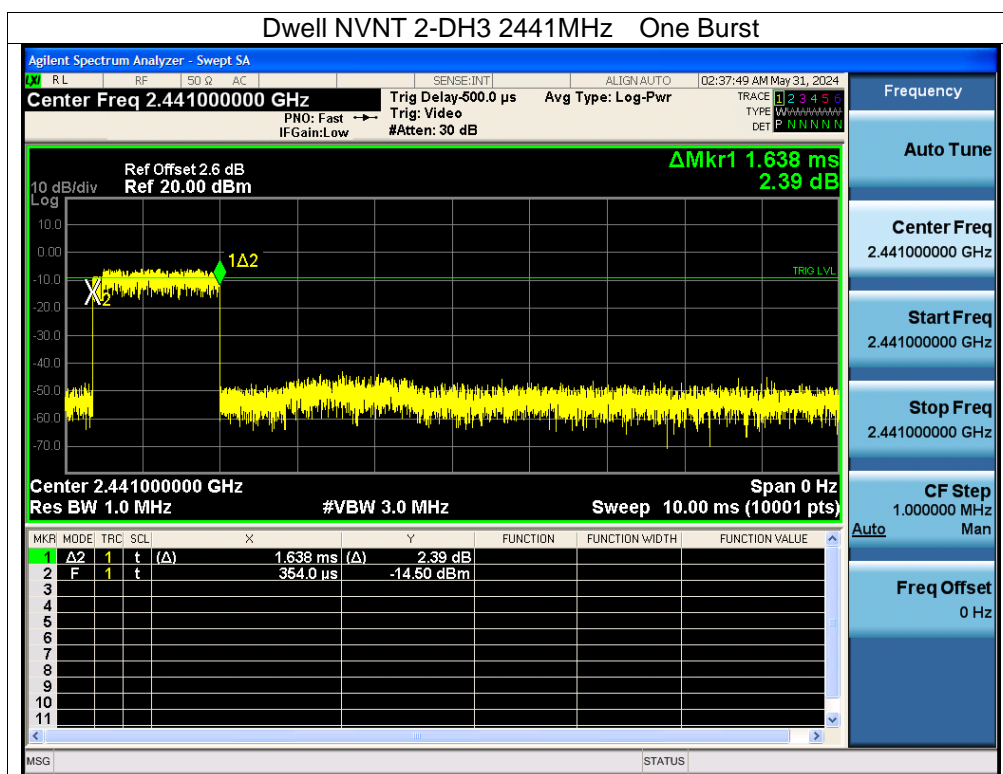 Dwell NVNT 2-DH3 2441MHz One Burst
Agilent Spectrum Analyzer - Swept SA
LXI RL RF 50 Ω AC SENSE:INT ALIGN AUTO 02:37:49 AM May 31, 2024
Center Freq 2.441000000 GHz
PNO: Fast
IFGain:Low
Trig Delay-500.0 µs
Trig: Video
#Atten: 30 dB
Avg Type: Log-Pwr
TRACE 1 2 3 4 5 6
TYPE WWWWWW
DET P N N N N N
Frequency
Auto Tune
Center Freq
2.441000000 GHz
Start Freq
2.441000000 GHz
Stop Freq
2.441000000 GHz
CF Step
1.000000 MHz
Auto Man
Freq Offset
0 Hz
ΔMkr1 1.638 ms
2.39 dB
Ref Offset 2.6 dB
10 dB/div Ref 20.00 dBm
Log
10.0
0.00
-10.0
-20.0
-30.0
-40.0
-50.0
-60.0
-70.0
1Δ2
2
TRIG LVL
Center 2.441000000 GHz Span 0 Hz
Res BW 1.0 MHz #VBW 3.0 MHz Sweep 10.00 ms (10001 pts)
MKR MODE TRC SCL X Y FUNCTION FUNCTION WIDTH FUNCTION VALUE
1 Δ2 1 t (Δ) 1.638 ms (Δ) 2.39 dB
2 F 1 t 354.0 µs -14.50 dBm
3
4
5
6
7
8
9
10
11
MSG STATUS